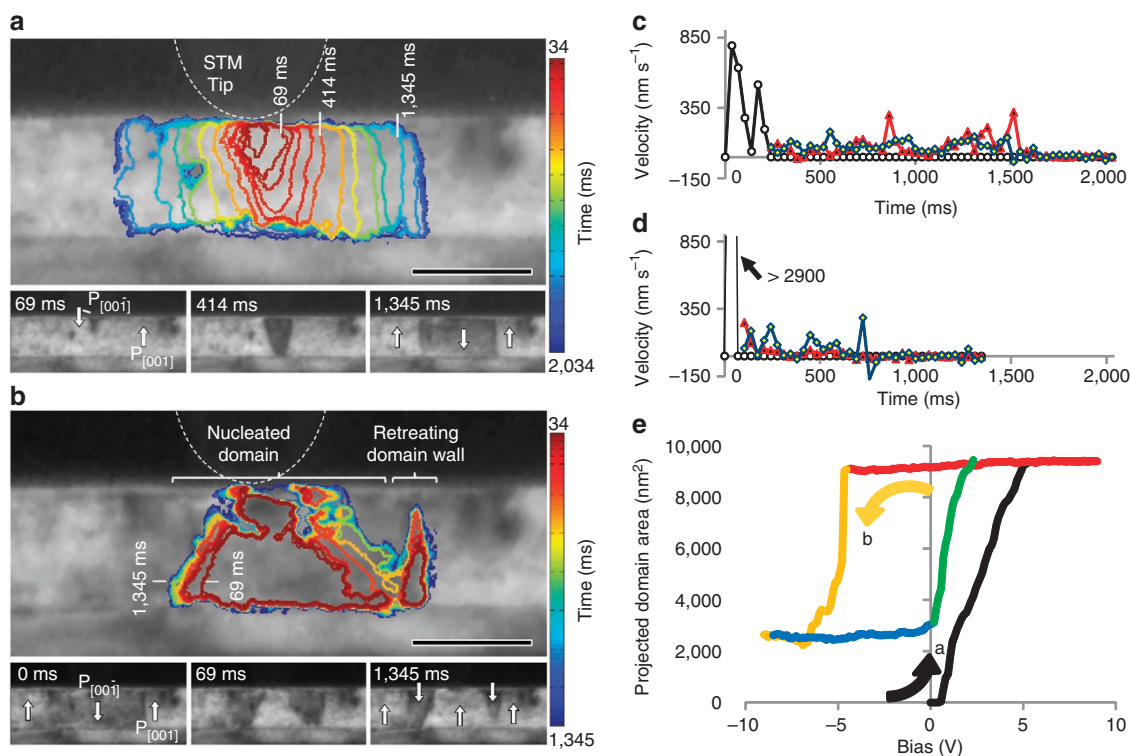 a
STM
Tip
69 ms
414 ms
1,345 ms
34
Time (ms)
2,034
69 ms
P[001̄]
P[001]
414 ms
1,345 ms
b
Nucleated
domain
Retreating
domain wall
1,345 ms
69 ms
34
Time (ms)
1,345
0 ms
P[001̄]
P[001]
69 ms
1,345 ms
c
850
350
–150
Velocity (nm s⁻¹)
0
500
1,000
1,500
2,000
Time (ms)
d
850
350
–150
Velocity (nm s⁻¹)
> 2900
0
500
1,000
1,500
2,000
Time (ms)
e
10,000
8,000
6,000
4,000
2,000
0
Projected domain area (nm²)
b
a
–10
–5
0
5
10
Bias (V)